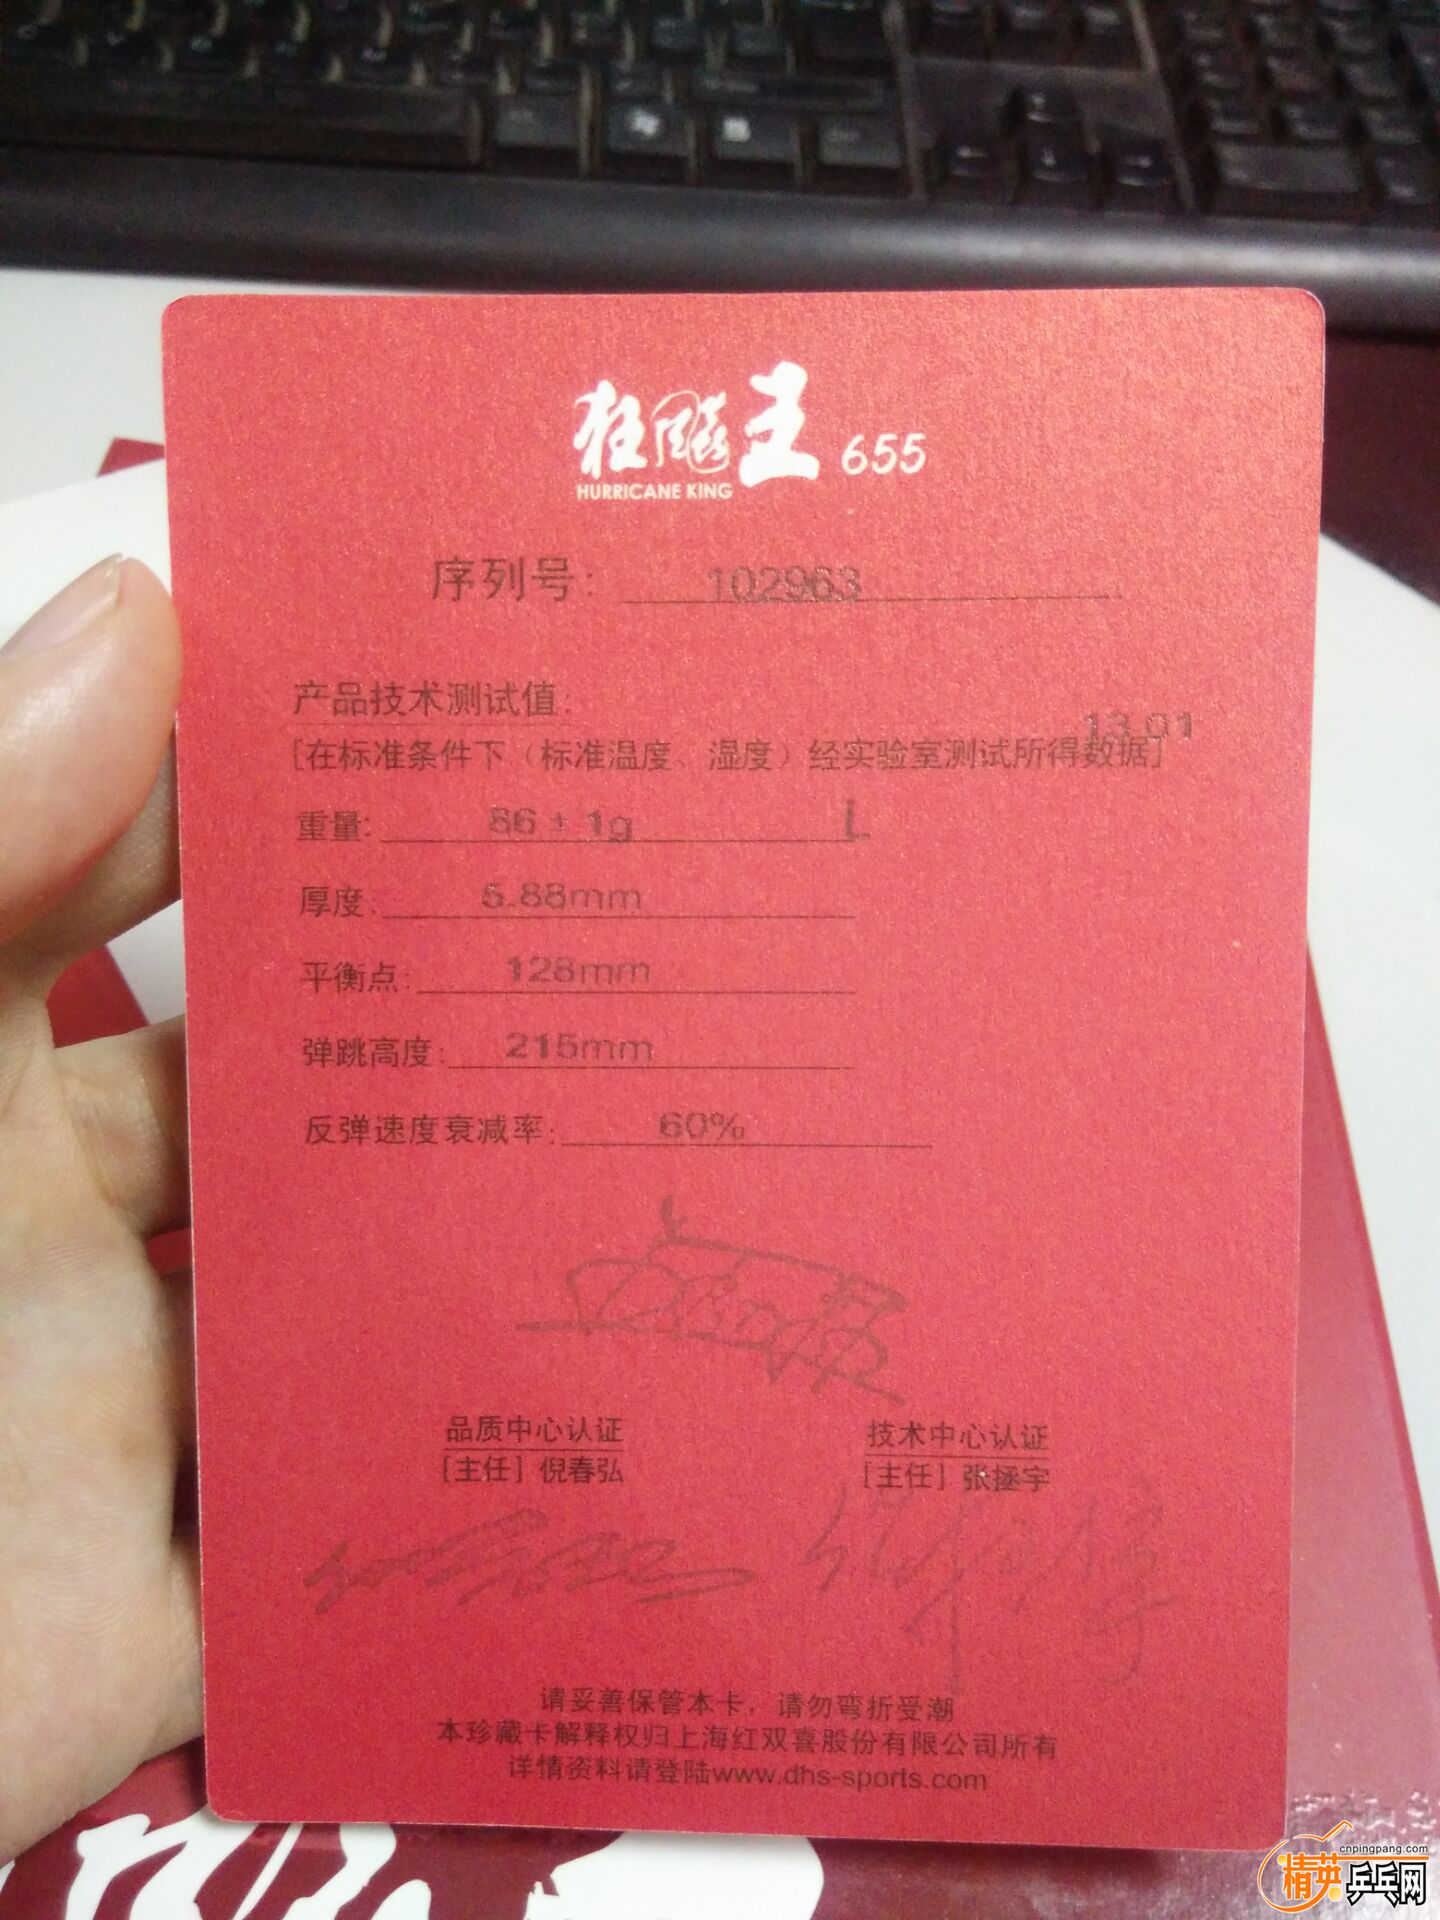 狂飚王 655
HURRICANE KING
序列号: 102963
产品技术测试值:
13.01
[在标准条件下（标准温度、湿度）经实验室测试所得数据]
重量: 86 ± 1g L
厚度: 5.88mm
平衡点: 128mm
弹跳高度: 215mm
反弹速度衰减率: 60%
品质中心认证 技术中心认证
[主任] 倪春弘 [主任] 张拯宇
请妥善保管本卡，请勿弯折受潮
本珍藏卡解释权归上海红双喜股份有限公司所有
详情资料请登陆www.dhs-sports.com
cnpingpang.com
精英乒乓网